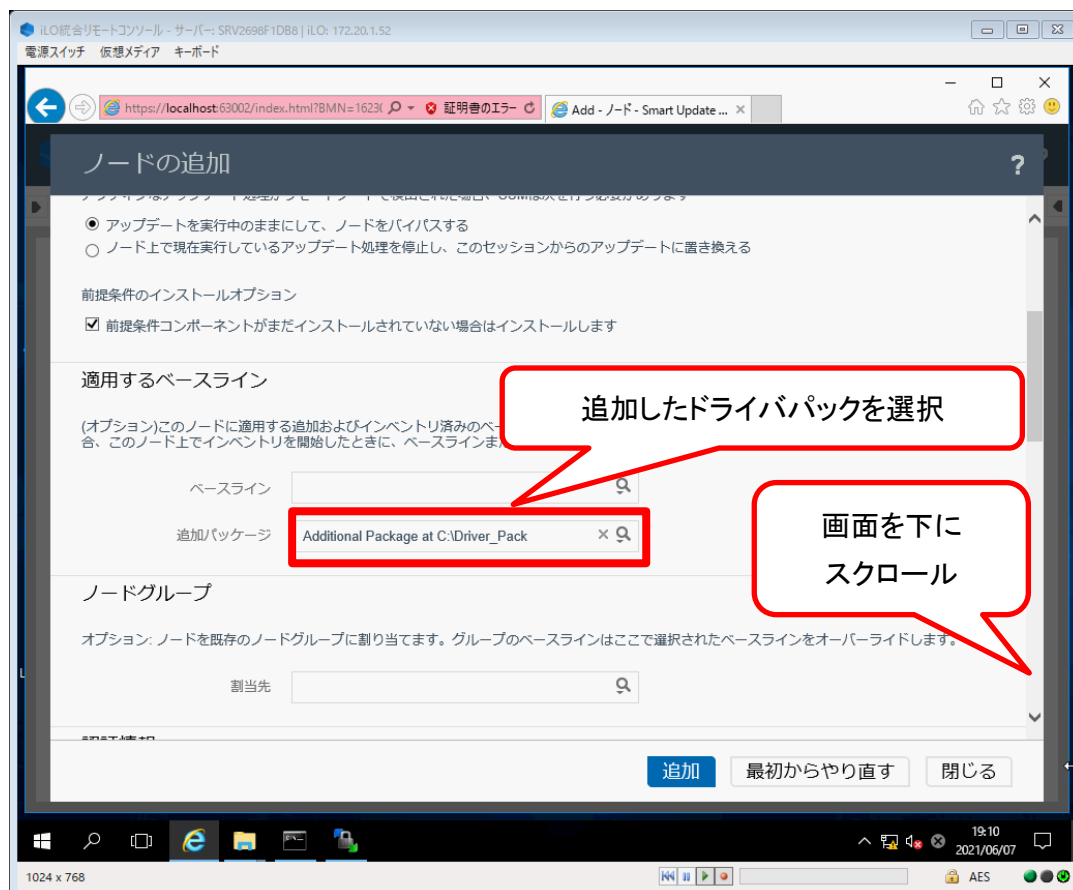 iLO統合リモートコンソール - サーバー: SRV2698F1DB8 | iLO: 172.20.1.52
電源スイッチ 仮想メディア キーボード
https://localhost:63002/index.html?BMN=1623( 証明書のエラー
Add - ノード - Smart Update ...
ノードの追加
?
アップデートを実行中のままにして、ノードをバイパスする
ノード上で現在実行しているアップデート処理を停止し、このセッションからのアップデートに置き換える
前提条件のインストールオプション
前提条件コンポーネントがまだインストールされていない場合はインストールします
適用するベースライン
追加したドライバパックを選択
(オプション)このノードに適用する追加およびインベントリ済みのベー
合、このノード上でインベントリを開始したときに、ベースラインま
ベースライン
追加パッケージ
Additional Package at C:\Driver_Pack
画面を下に
スクロール
ノードグループ
オプション: ノードを既存のノードグループに割り当てます。グループのベースラインはここで選択されたベースラインをオーバーライドします。
割当先
追加
最初からやり直す
閉じる
19:10
2021/06/07
1024 x 768
AES